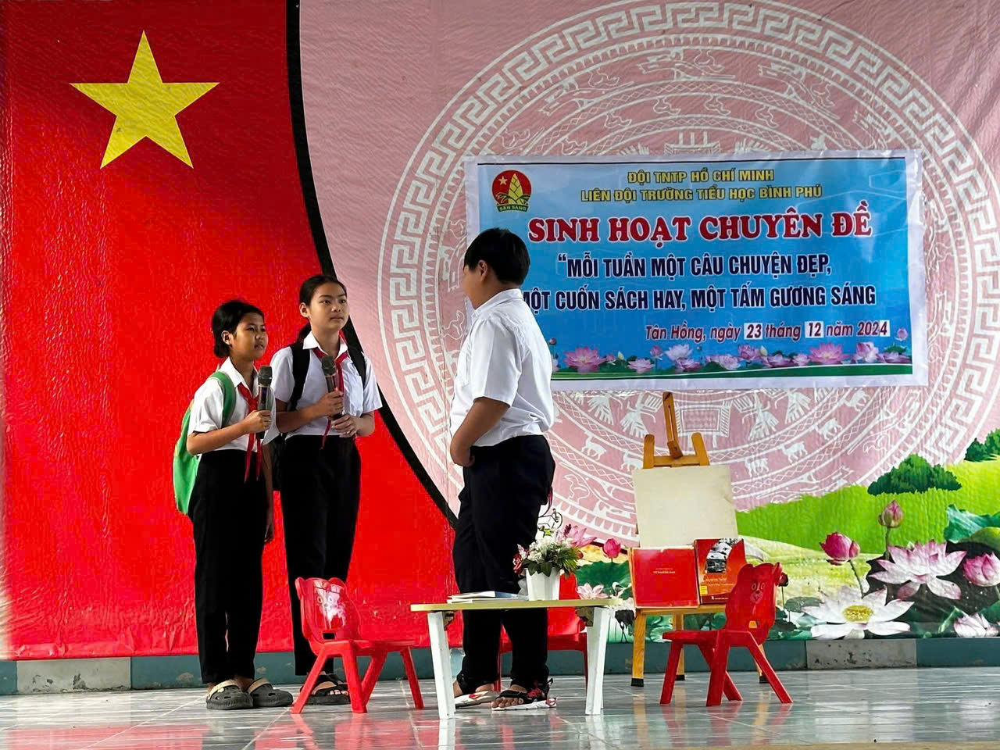 ĐỘI TNTP HỒ CHÍ MINH
LIÊN ĐỘI TRƯỜNG TIỂU HỌC BÌNH PHÚ
SẴN SÀNG
SINH HOẠT CHUYÊN ĐỀ
“MỖI TUẦN MỘT CÂU CHUYỆN ĐẸP,
MỘT CUỐN SÁCH HAY, MỘT TẤM GƯƠNG SÁNG
Tân Hồng, ngày 23 tháng 12 năm 2024